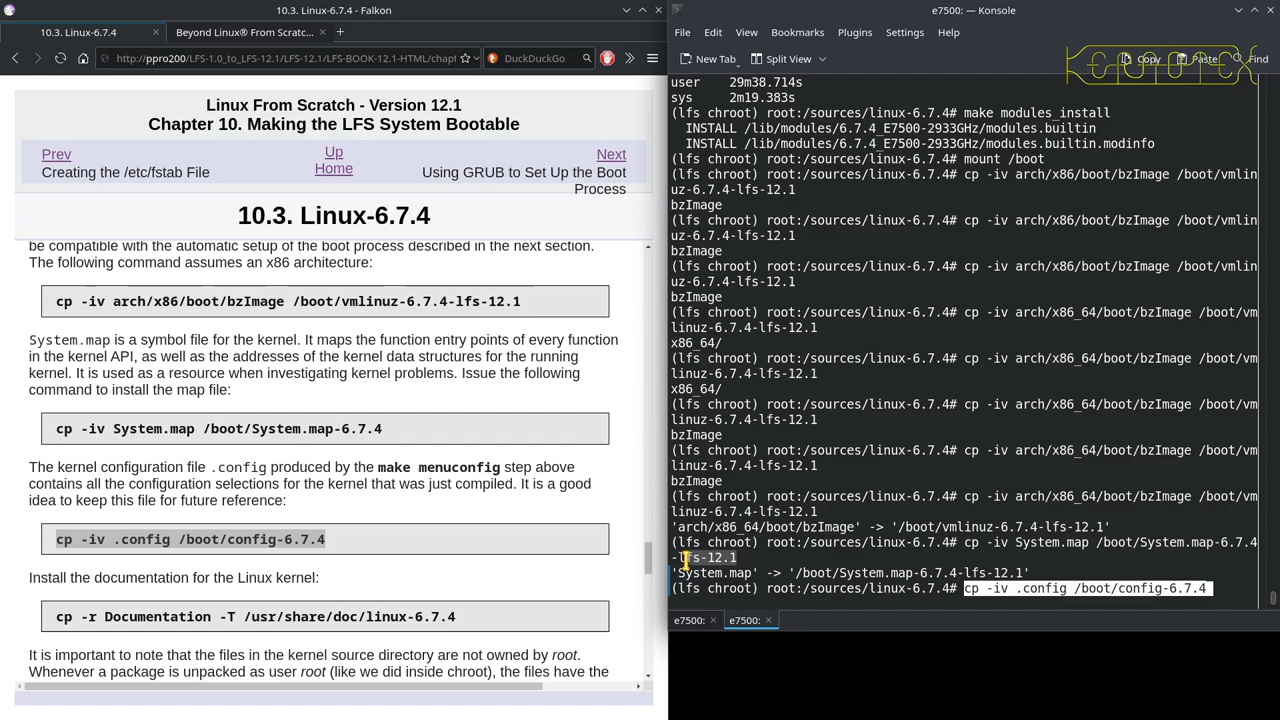 10.3. Linux-6.7.4 - Falkon
10.3. Linux-6.7.4
Beyond Linux® From Scratc...
http://ppro200/LFS-1.0_to_LFS-12.1/LFS-12.1/LFS-BOOK-12.1-HTML/chapt
DuckDuckGo
Linux From Scratch - Version 12.1
Chapter 10. Making the LFS System Bootable
Prev
Creating the /etc/fstab File
Up
Home
Next
Using GRUB to Set Up the Boot
Process
10.3. Linux-6.7.4
be compatible with the automatic setup of the boot process described in the next section.
The following command assumes an x86 architecture:
cp -iv arch/x86/boot/bzImage /boot/vmlinuz-6.7.4-lfs-12.1
System.map is a symbol file for the kernel. It maps the function entry points of every function
in the kernel API, as well as the addresses of the kernel data structures for the running
kernel. It is used as a resource when investigating kernel problems. Issue the following
command to install the map file:
cp -iv System.map /boot/System.map-6.7.4
The kernel configuration file .config produced by the make menuconfig step above
contains all the configuration selections for the kernel that was just compiled. It is a good
idea to keep this file for future reference:
cp -iv .config /boot/config-6.7.4
Install the documentation for the Linux kernel:
cp -r Documentation -T /usr/share/doc/linux-6.7.4
It is important to note that the files in the kernel source directory are not owned by root.
Whenever a package is unpacked as user root (like we did inside chroot), the files have the
e7500: — Konsole
File Edit View Bookmarks Plugins Settings Help
New Tab Split View Copy Paste Find
user 29m38.714s
sys 2m19.383s
(lfs chroot) root:/sources/linux-6.7.4# make modules_install
INSTALL /lib/modules/6.7.4_E7500-2933GHz/modules.builtin
INSTALL /lib/modules/6.7.4_E7500-2933GHz/modules.builtin.modinfo
(lfs chroot) root:/sources/linux-6.7.4# mount /boot
(lfs chroot) root:/sources/linux-6.7.4# cp -iv arch/x86/boot/bzImage /boot/vmlin
uz-6.7.4-lfs-12.1
bzImage
(lfs chroot) root:/sources/linux-6.7.4# cp -iv arch/x86/boot/bzImage /boot/vmlin
uz-6.7.4-lfs-12.1
bzImage
(lfs chroot) root:/sources/linux-6.7.4# cp -iv arch/x86/boot/bzImage /boot/vmlin
uz-6.7.4-lfs-12.1
bzImage
(lfs chroot) root:/sources/linux-6.7.4# cp -iv arch/x86_64/boot/bzImage /boot/vm
linuz-6.7.4-lfs-12.1
x86_64/
(lfs chroot) root:/sources/linux-6.7.4# cp -iv arch/x86_64/boot/bzImage /boot/vm
linuz-6.7.4-lfs-12.1
x86_64/
(lfs chroot) root:/sources/linux-6.7.4# cp -iv arch/x86_64/boot/bzImage /boot/vm
linuz-6.7.4-lfs-12.1
bzImage
(lfs chroot) root:/sources/linux-6.7.4# cp -iv arch/x86_64/boot/bzImage /boot/vm
linuz-6.7.4-lfs-12.1
bzImage
(lfs chroot) root:/sources/linux-6.7.4# cp -iv arch/x86_64/boot/bzImage /boot/vm
linuz-6.7.4-lfs-12.1
'arch/x86_64/boot/bzImage' -> '/boot/vmlinuz-6.7.4-lfs-12.1'
(lfs chroot) root:/sources/linux-6.7.4# cp -iv System.map /boot/System.map-6.7.4
-lfs-12.1
'System.map' -> '/boot/System.map-6.7.4-lfs-12.1'
(lfs chroot) root:/sources/linux-6.7.4# cp -iv .config /boot/config-6.7.4
e7500:
e7500: